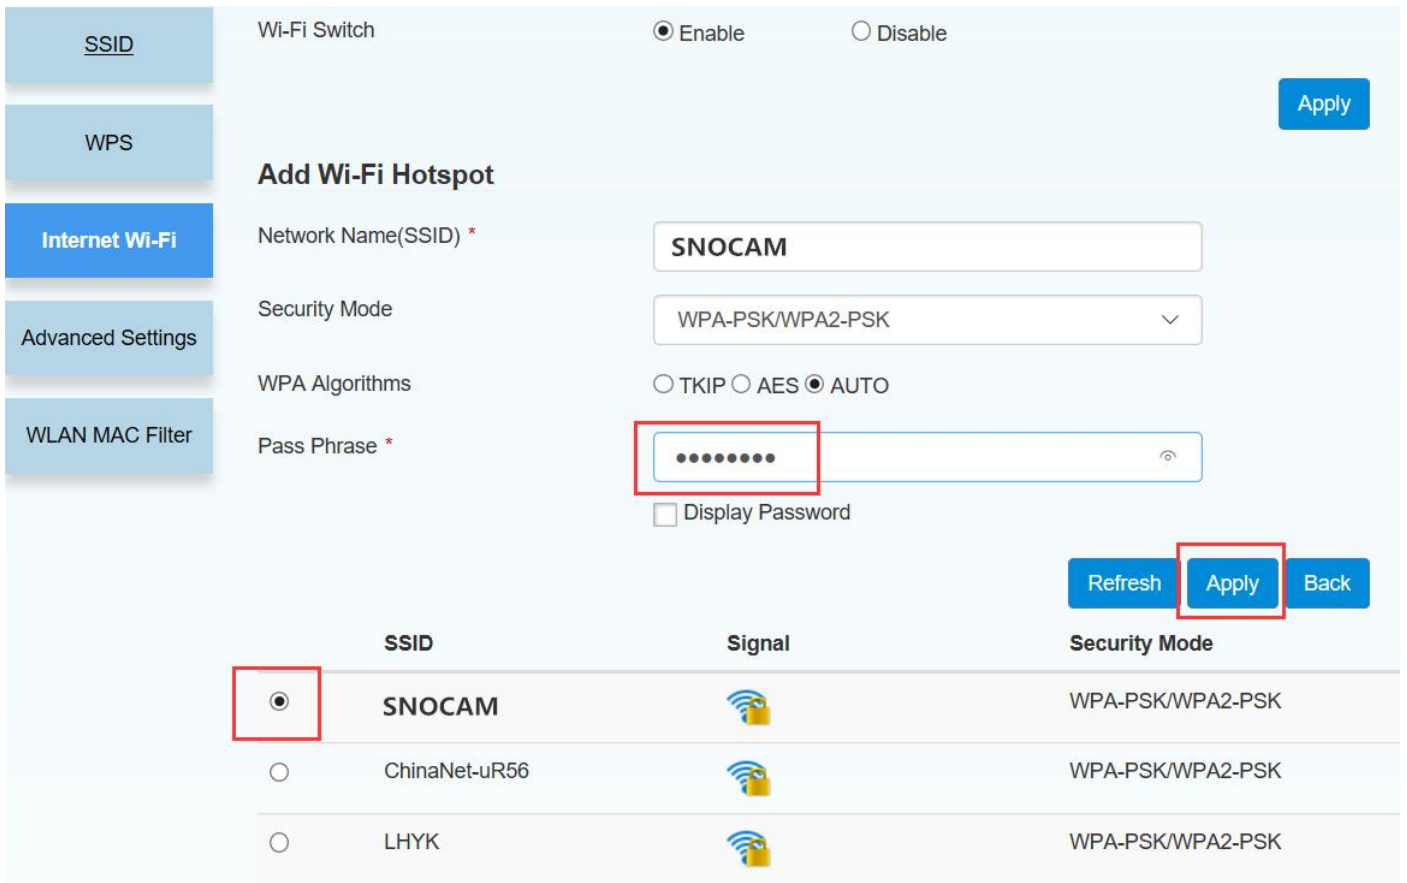 SSID
WPS
Internet Wi-Fi
Advanced Settings
WLAN MAC Filter
Wi-Fi Switch Enable Disable
Apply
Add Wi-Fi Hotspot
Network Name(SSID) * SNOCAM
Security Mode WPA-PSK/WPA2-PSK
WPA Algorithms TKIP AES AUTO
Pass Phrase * ••••••••
Display Password
Refresh Apply Back
SSID Signal Security Mode
SNOCAM WPA-PSK/WPA2-PSK
ChinaNet-uR56 WPA-PSK/WPA2-PSK
LHYK WPA-PSK/WPA2-PSK